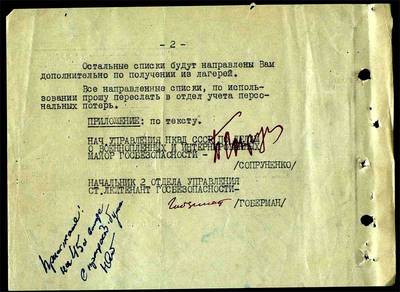 - 2 -
Остальные списки будут направлены Вам
дополнительно по получении из лагерей.
Все направленные списки, по исполь-
зовании прошу переслать в отдел учета персо-
нальных потерь.
ПРИЛОЖЕНИЕ: по тексту.
НАЧ. УПРАВЛЕНИЯ НКВД СССР ПО ДЕЛАМ
О ВОЕННОПЛЕННЫХ И ИНТЕРНИРОВАННЫХ
МАЙОР ГОСБЕЗОПАСНОСТИ -
/СОПРУНЕНКО/
НАЧАЛЬНИК 2 ОТДЕЛА УПРАВЛЕНИЯ
СТ. ЛЕЙТЕНАНТ ГОСБЕЗОПАСНОСТИ-
/ГОБЕРМАН/